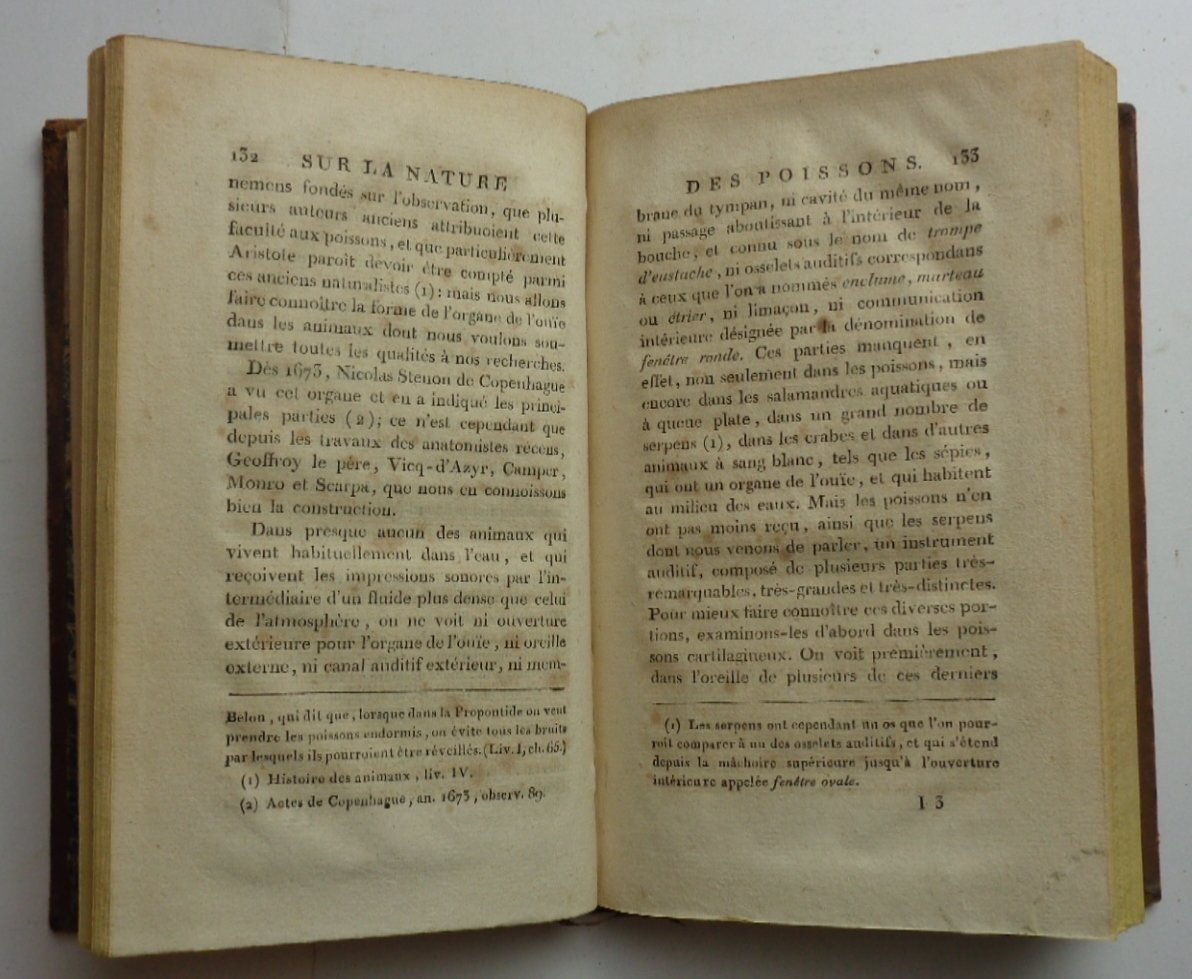 132 SUR LA NATURE
nemens fondés sur l'observation, que plu-
sieurs auteurs anciens attribuoient cette
faculté aux poissons, et que particulièrement
Aristote paroît devoir être compté parmi
ces anciens naturalistes (1) : mais nous allons
faire connoître la forme de l'organe de l'ouïe
dans les animaux dont nous voulons sou-
mettre toutes les qualités à nos recherches.
Dès 1673, Nicolas Stenon de Copenhague
a vu cet organe et en a indiqué les princi-
pales parties (2); ce n'est cependant que
depuis les travaux des anatomistes récens,
Geoffroy le père, Vicq-d'Azyr, Camper,
Monro et Scarpa, que nous en connoissons
bien la construction.
Dans presque aucun des animaux qui
vivent habituellement dans l'eau, et qui
reçoivent les impressions sonores par l'in-
termédiaire d'un fluide plus dense que celui
de l'atmosphère, on ne voit ni ouverture
extérieure pour l'organe de l'ouïe, ni oreille
externe, ni canal auditif extérieur, ni mem-
Belon, qui dit que, lorsque dans la Propontide on veut
prendre les poissons endormis, on évite tous les bruits
par lesquels ils pourroient être réveillés. (Liv. I, ch. 65.)
(1) Histoire des animaux, liv. IV.
(2) Actes de Copenhague, an. 1673, observ. 89.
DES POISSONS. 133
brane du tympan, ni cavité du même nom,
ni passage aboutissant à l'intérieur de la
bouche, et connu sous le nom de trompe
d'eustache, ni osselets auditifs correspondans
à ceux que l'on a nommés enclume, marteau
ou étrier, ni limaçon, ni communication
intérieure désignée par la dénomination de
fenêtre ronde. Ces parties manquent, en
effet, non seulement dans les poissons, mais
encore dans les salamandres aquatiques ou
à queue plate, dans un grand nombre de
serpens (1), dans les crabes et dans d'autres
animaux à sang blanc, tels que les sépies,
qui ont un organe de l'ouïe, et qui habitent
au milieu des eaux. Mais les poissons n'en
ont pas moins reçu, ainsi que les serpens
dont nous venons de parler, un instrument
auditif, composé de plusieurs parties très-
remarquables, très-grandes et très-distinctes.
Pour mieux faire connoître ces diverses por-
tions, examinons-les d'abord dans les pois-
sons cartilagineux. On voit premièrement,
dans l'oreille de plusieurs de ces derniers
(1) Les serpens ont cependant un os que l'on pour-
roit comparer à un des osselets auditifs, et qui s'étend
depuis la mâchoire supérieure jusqu'à l'ouverture
intérieure appelée fenêtre ovale.
I 3